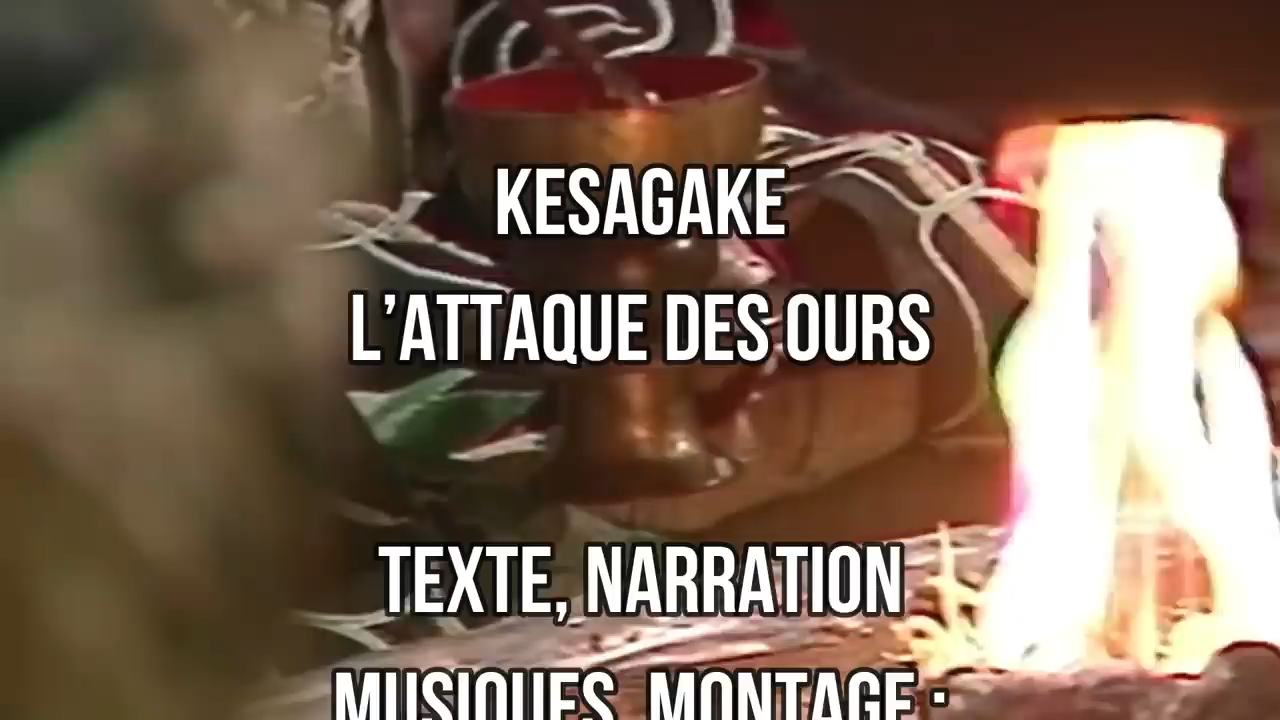 KESAGAKE
L'ATTAQUE DES OURS
TEXTE, NARRATION
MUSIQUES, MONTAGE :